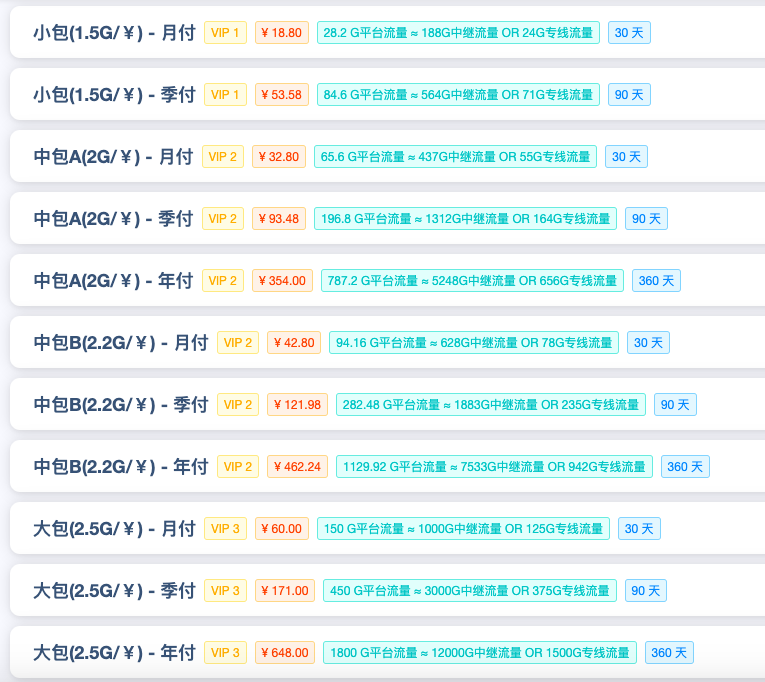 小包(1.5G/￥) - 月付 VIP 1 ￥18.80 28.2 G平台流量 ≈ 188G中继流量 OR 24G专线流量 30 天
小包(1.5G/￥) - 季付 VIP 1 ￥53.58 84.6 G平台流量 ≈ 564G中继流量 OR 71G专线流量 90 天
中包A(2G/￥) - 月付 VIP 2 ￥32.80 65.6 G平台流量 ≈ 437G中继流量 OR 55G专线流量 30 天
中包A(2G/￥) - 季付 VIP 2 ￥93.48 196.8 G平台流量 ≈ 1312G中继流量 OR 164G专线流量 90 天
中包A(2G/￥) - 年付 VIP 2 ￥354.00 787.2 G平台流量 ≈ 5248G中继流量 OR 656G专线流量 360 天
中包B(2.2G/￥) - 月付 VIP 2 ￥42.80 94.16 G平台流量 ≈ 628G中继流量 OR 78G专线流量 30 天
中包B(2.2G/￥) - 季付 VIP 2 ￥121.98 282.48 G平台流量 ≈ 1883G中继流量 OR 235G专线流量 90 天
中包B(2.2G/￥) - 年付 VIP 2 ￥462.24 1129.92 G平台流量 ≈ 7533G中继流量 OR 942G专线流量 360 天
大包(2.5G/￥) - 月付 VIP 3 ￥60.00 150 G平台流量 ≈ 1000G中继流量 OR 125G专线流量 30 天
大包(2.5G/￥) - 季付 VIP 3 ￥171.00 450 G平台流量 ≈ 3000G中继流量 OR 375G专线流量 90 天
大包(2.5G/￥) - 年付 VIP 3 ￥648.00 1800 G平台流量 ≈ 12000G中继流量 OR 1500G专线流量 360 天